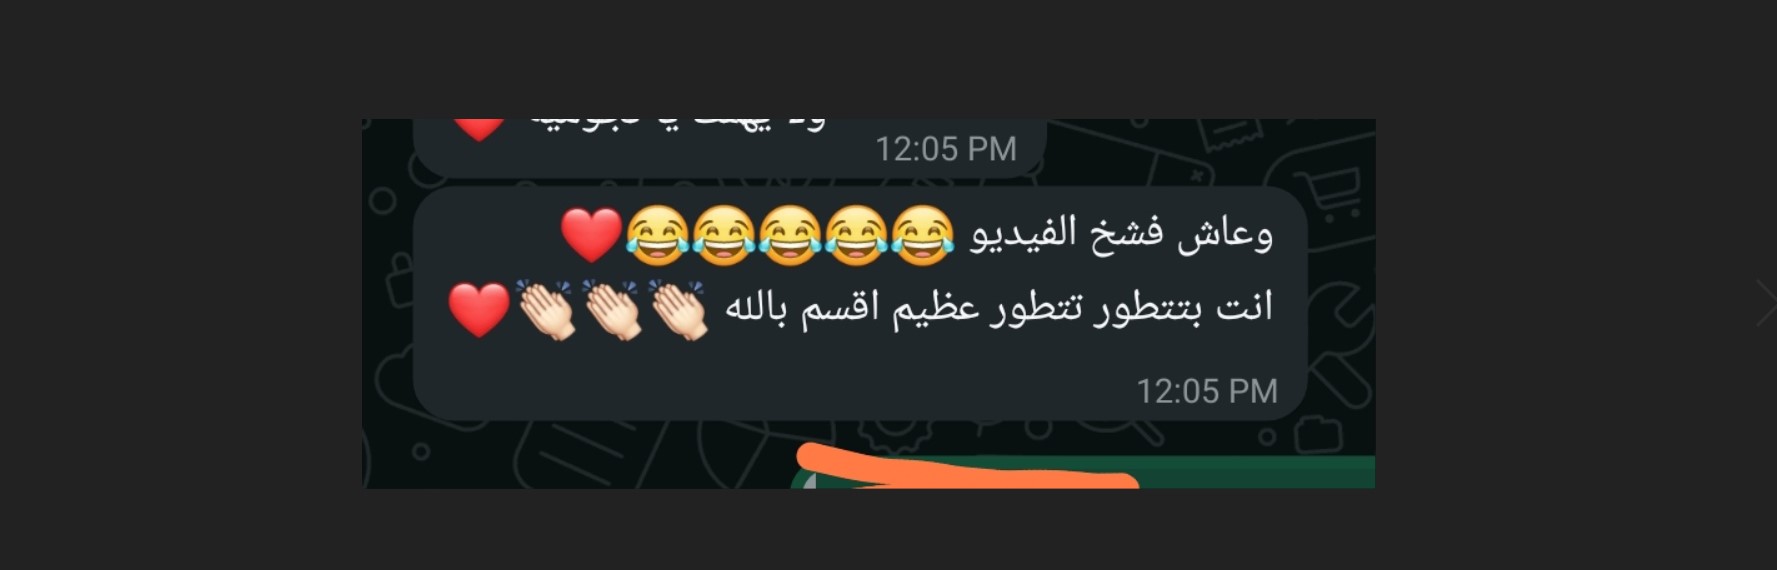 12:05 PM
وعاش فشخ الفيديو 😂😂😂😂😂❤️
انت بتتطور تتطور عظيم اقسم بالله 👏🏻👏🏻👏🏻❤️
12:05 PM